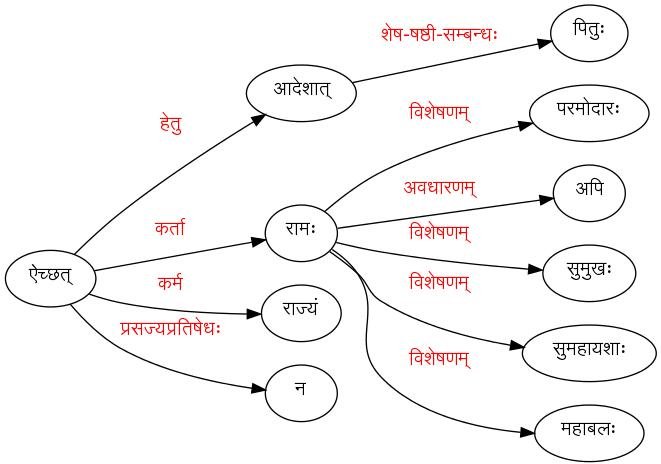 शेष-षष्ठी-सम्बन्धः
पितुः
आदेशात्
विशेषणम्
परमोदारः
हेतु
अवधारणम्
अपि
कर्ता
रामः
विशेषणम्
सुमुखः
ऐच्छत्
कर्म
विशेषणम्
राज्यं
प्रसज्यप्रतिषेधः
सुमहायशाः
विशेषणम्
न
महाबलः